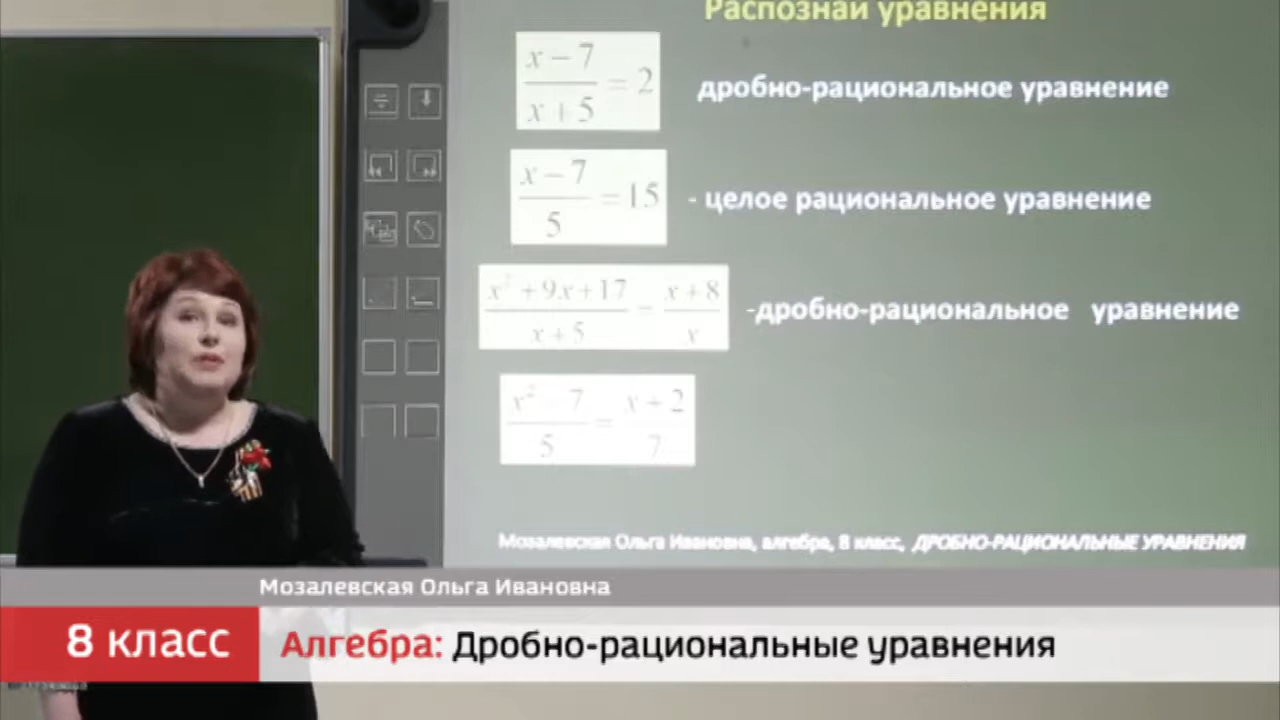 Распознай уравнения
x − 7 / x + 5 = 2
дробно-рациональное уравнение
x − 7 / 5 = 15
- целое рациональное уравнение
x² + 9x + 17 / x + 5 = x + 8 / x
-дробно-рациональное уравнение
x² − 7 / 5 = x + 2 / 7
Мозалевская Ольга Ивановна, алгебра, 8 класс, ДРОБНО-РАЦИОНАЛЬНЫЕ УРАВНЕНИЯ
Мозалевская Ольга Ивановна
8 класс
Алгебра: Дробно-рациональные уравнения